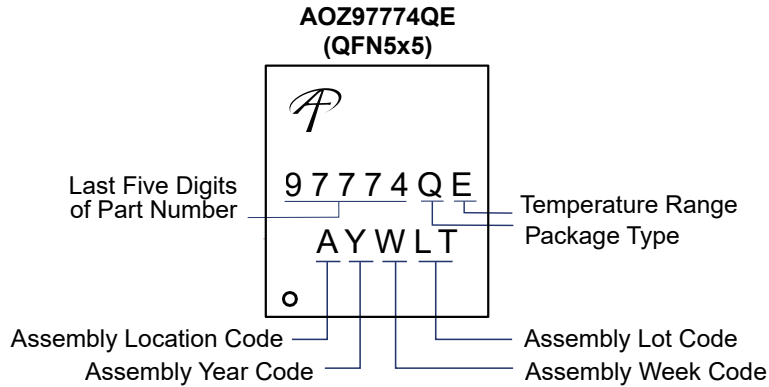 AOZ97774QE
(QFN5x5)
Last Five Digits
of Part Number
97774QE
Temperature Range
Package Type
AYWLT
Assembly Location Code
Assembly Lot Code
Assembly Year Code
Assembly Week Code